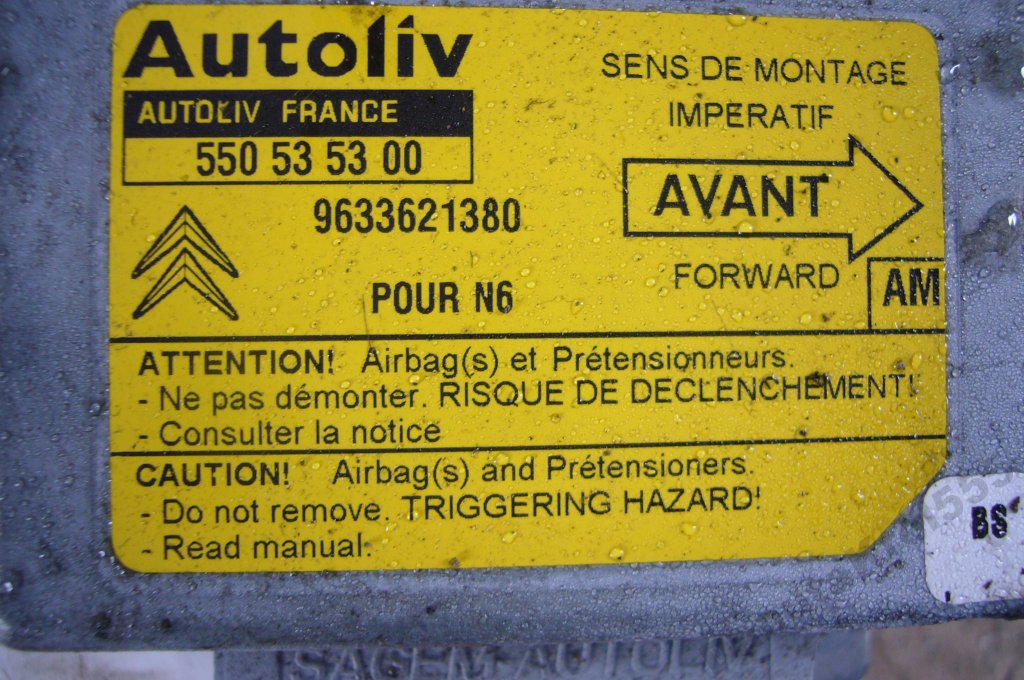 Autoliv
AUTOLIV FRANCE
550 53 53 00
9633621380
POUR N6
SENS DE MONTAGE
IMPERATIF
AVANT
FORWARD
AM
ATTENTION! Airbag(s) et Prétensionneurs.
- Ne pas démonter. RISQUE DE DECLENCHEMENT!
- Consulter la notice
CAUTION! Airbag(s) and Prétensioners.
- Do not remove. TRIGGERING HAZARD!
- Read manual.
BS
SAGEM AUTOLIV